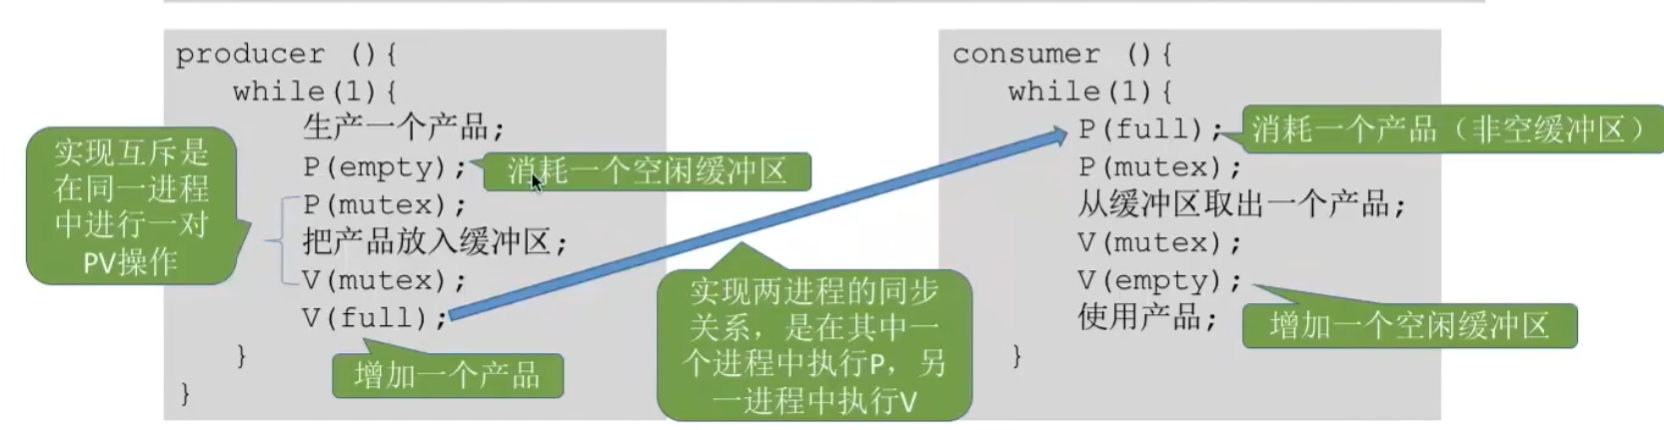 producer (){
while(1){
生产一个产品;
P(empty);
消耗一个空闲缓冲区
P(mutex);
把产品放入缓冲区;
V(mutex);
V(full);
增加一个产品
}
}
实现互斥是
在同一进程
中进行一对
PV操作
实现两进程的同步
关系，是在其中一
个进程中执行P，另
一进程中执行V
consumer (){
while(1){
P(full);
消耗一个产品（非空缓冲区）
P(mutex);
从缓冲区取出一个产品;
V(mutex);
V(empty);
增加一个空闲缓冲区
使用产品;
}